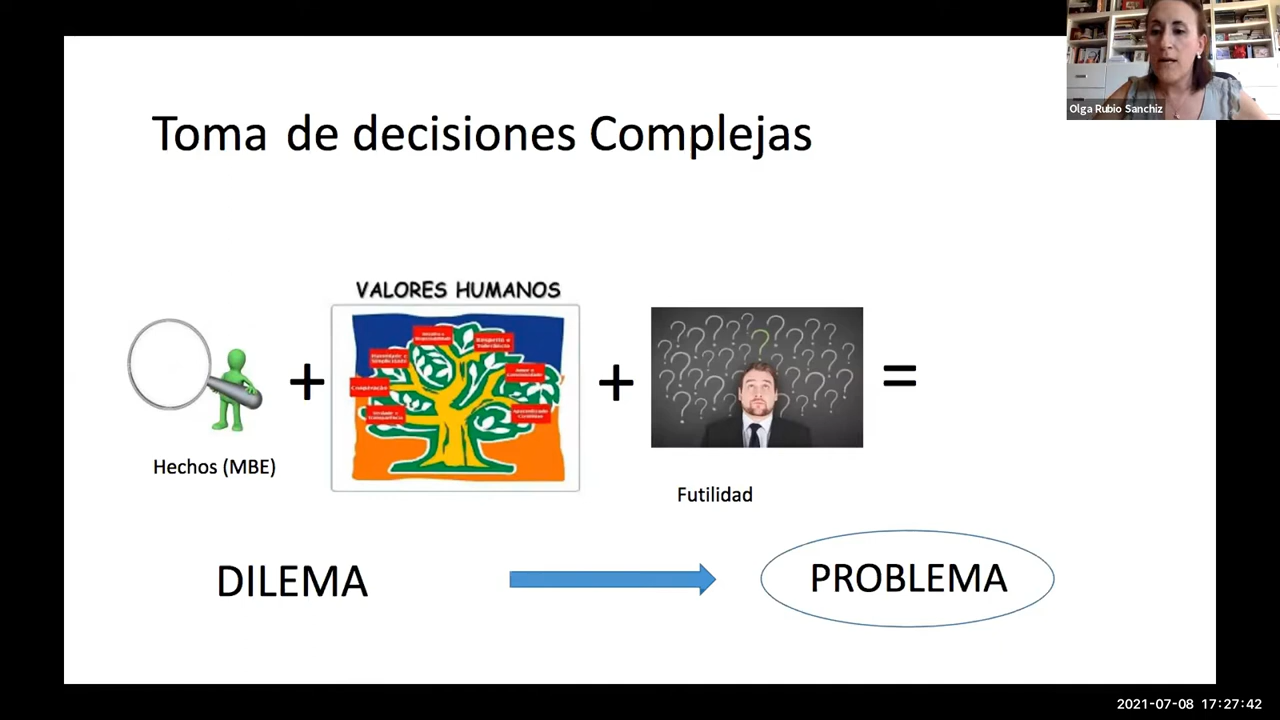 Olga Rubio Sanchiz
Toma de decisiones Complejas
VALORES HUMANOS
Cooperação
+
+
=
Hechos (MBE)
Futilidad
DILEMA
PROBLEMA
2021-07-08 17:27:42